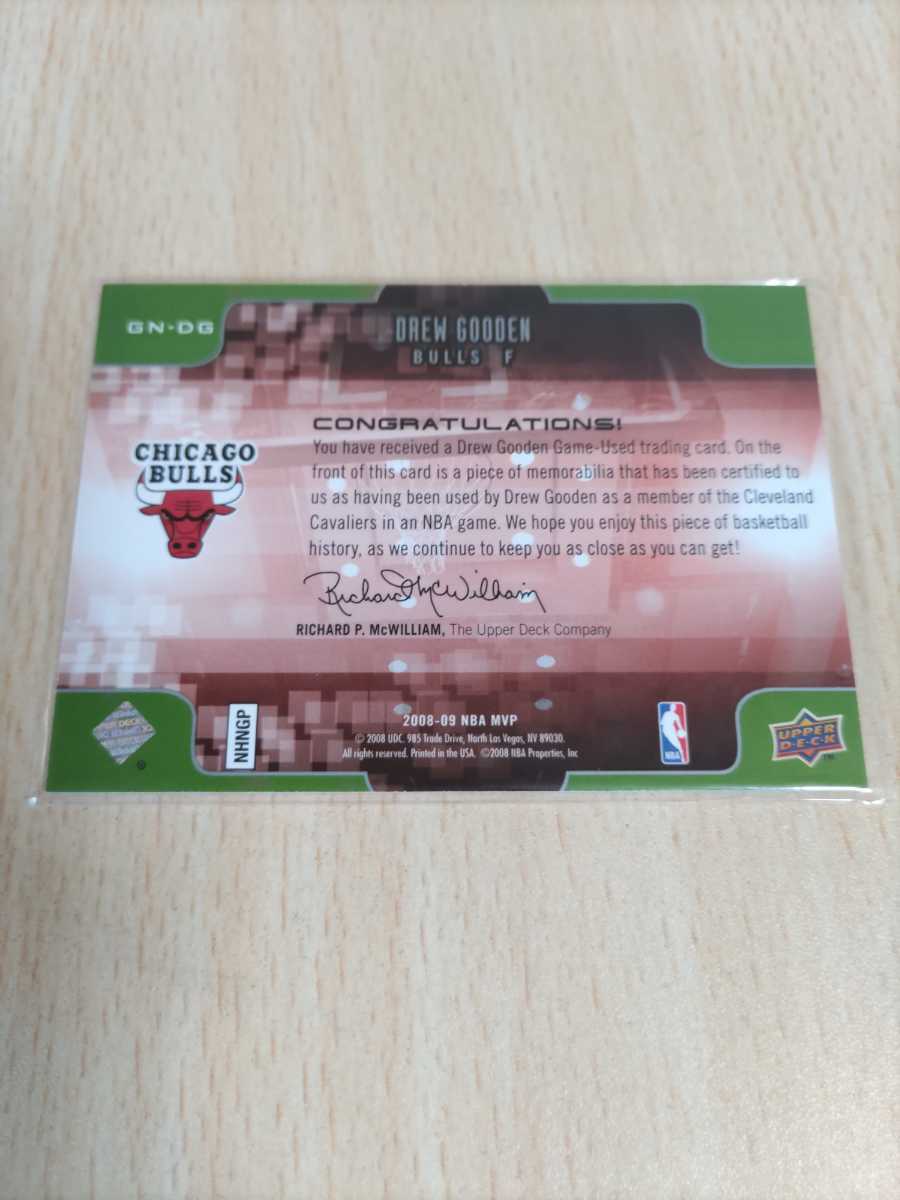 GN-DG
DREW GOODEN
BULLS F
CHICAGO
BULLS
CONGRATULATIONS!
You have received a Drew Gooden Game-Used trading card. On the
front of this card is a piece of memorabilia that has been certified to
us as having been used by Drew Gooden as a member of the Cleveland
Cavaliers in an NBA game. We hope you enjoy this piece of basketball
history, as we continue to keep you as close as you can get!
Richard McWilliam
RICHARD P. McWILLIAM, The Upper Deck Company
NHNGP
2008-09 NBA MVP
© 2008 UDC. 985 Trade Drive, North Las Vegas, NV 89030.
All rights reserved. Printed in the USA. ©2008 NBA Properties, Inc
NBA
UPPER
D·E·C·K
TM